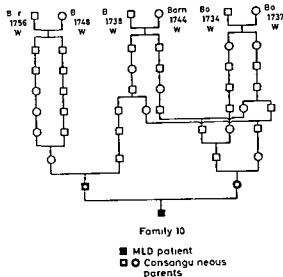 B r B B Born Bo Bo
1756 1748 1738 1744 1734 1737
W W W W W W
Family 10
MLD patient
Consangu neous
parents